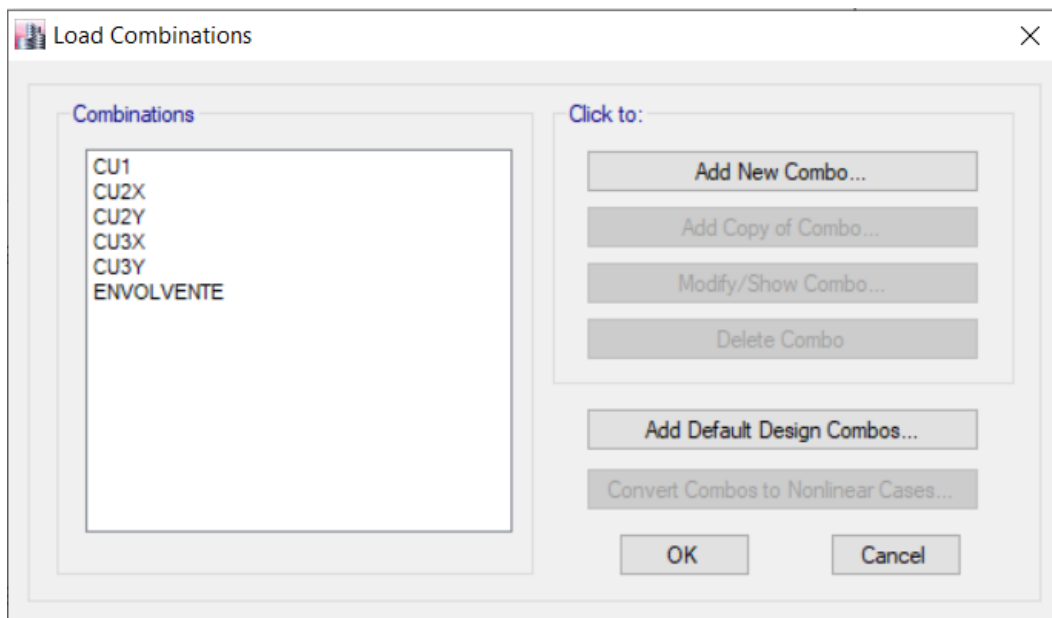 Load Combinations
Combinations
CU1
CU2X
CU2Y
CU3X
CU3Y
ENVOLVENTE
Click to:
Add New Combo...
Add Copy of Combo...
Modify/Show Combo...
Delete Combo
Add Default Design Combos...
Convert Combos to Nonlinear Cases...
OK
Cancel